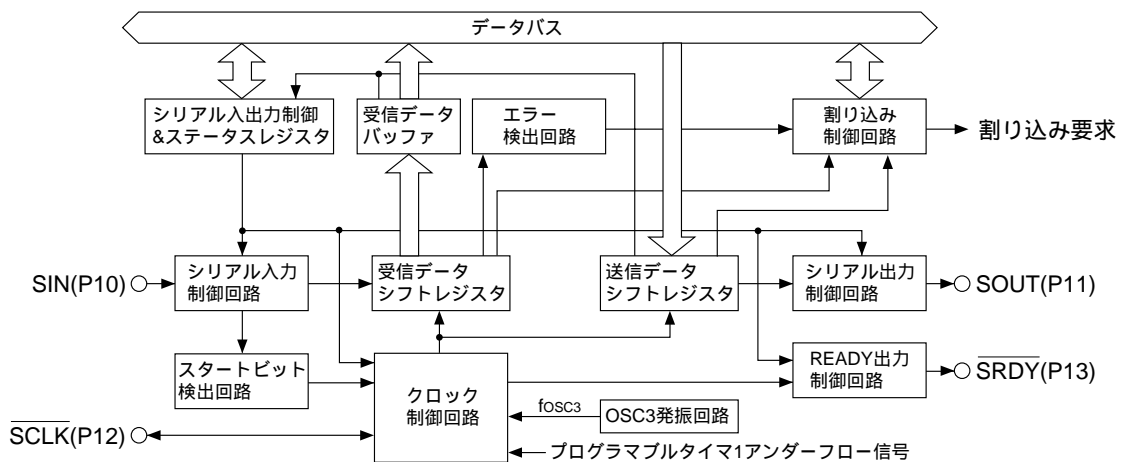 データバス
シリアル入出力制御
&ステータスレジスタ
受信データ
バッファ
エラー
検出回路
割り込み
制御回路
割り込み要求
SIN(P10)
シリアル入力
制御回路
受信データ
シフトレジスタ
送信データ
シフトレジスタ
シリアル出力
制御回路
SOUT(P11)
スタートビット
検出回路
クロック
制御回路
READY出力
制御回路
SRDY(P13)
fOSC3
OSC3発振回路
SCLK(P12)
プログラマブルタイマ1アンダーフロー信号